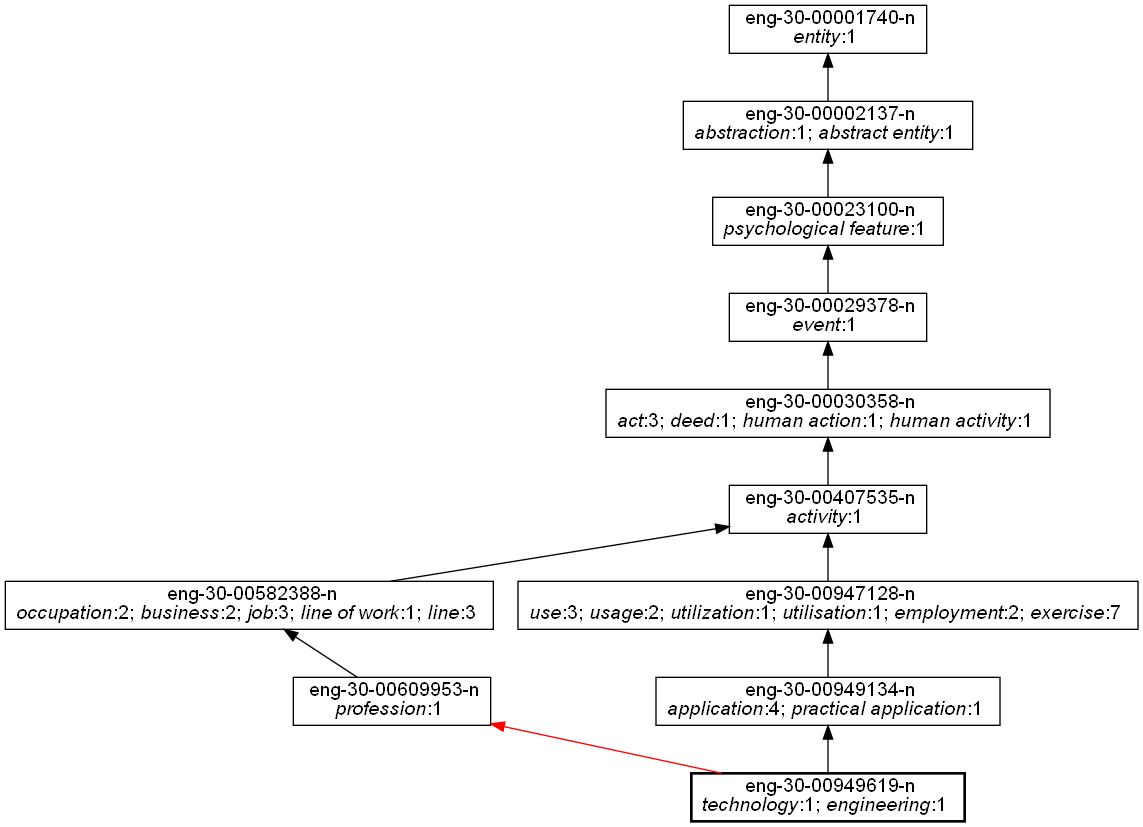 eng-30-00001740-n
entity:1
eng-30-00002137-n
abstraction:1; abstract entity:1
eng-30-00023100-n
psychological feature:1
eng-30-00029378-n
event:1
eng-30-00030358-n
act:3; deed:1; human action:1; human activity:1
eng-30-00407535-n
activity:1
eng-30-00582388-n
occupation:2; business:2; job:3; line of work:1; line:3
eng-30-00947128-n
use:3; usage:2; utilization:1; utilisation:1; employment:2; exercise:7
eng-30-00609953-n
profession:1
eng-30-00949134-n
application:4; practical application:1
eng-30-00949619-n
technology:1; engineering:1